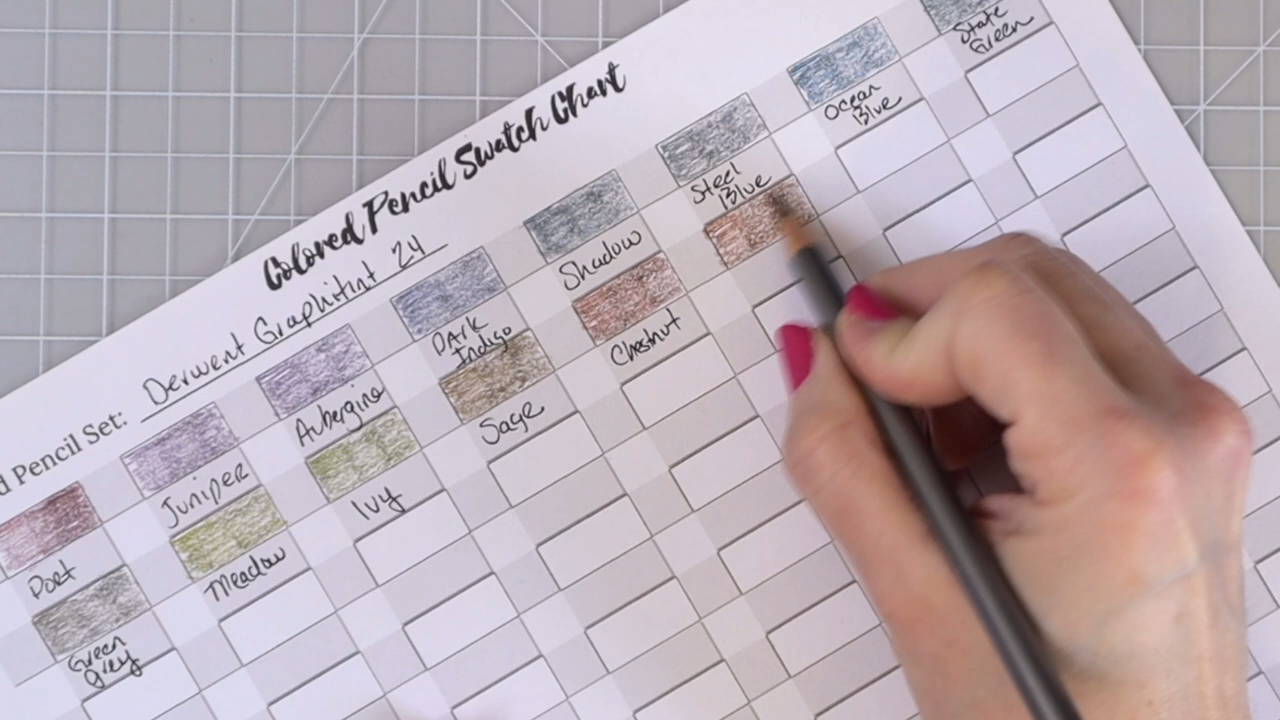 Colored Pencil Swatch Chart
d Pencil Set: Derwent Graphitint 24
Port
Juniper
Aubergine
Dark
Indigo
Shadow
Steel
Blue
Ocean
Blue
Slate
Green
Green
Grey
Meadow
Ivy
Sage
Chestnut